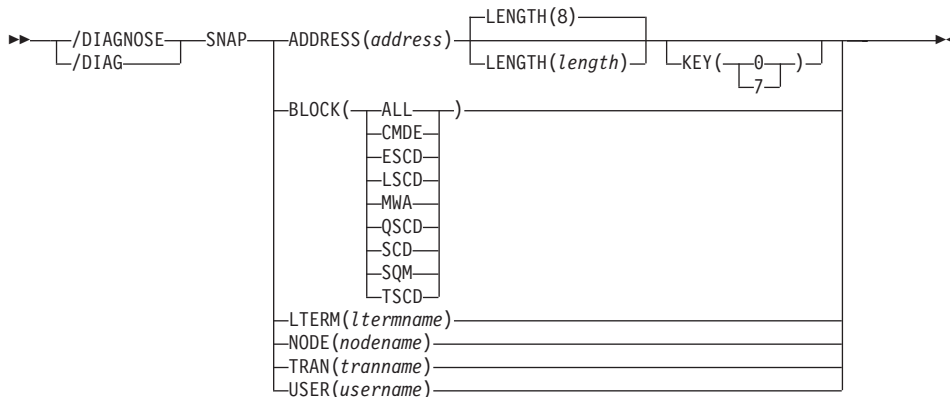 LENGTH(8)
/DIAGNOSE SNAP ADDRESS(address) LENGTH(length) KEY( 0 )
/DIAG 7
BLOCK( ALL )
CMDE
ESCD
LSCD
MWA
QSCD
SCD
SQM
TSCD
LTERM(ltermname)
NODE(nodename)
TRAN(tranname)
USER(username)